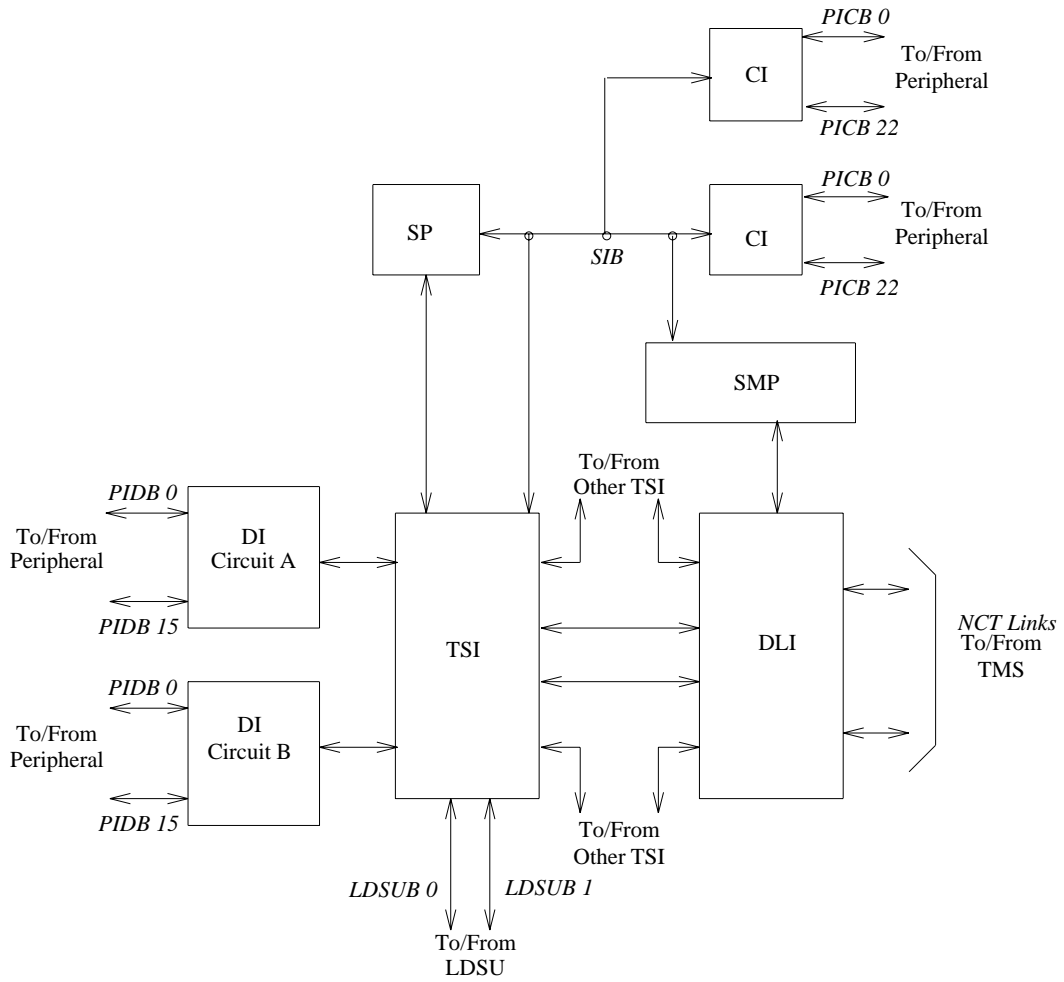 PICB 0
To/From
Peripheral
CI
PICB 22
PICB 0
To/From
Peripheral
CI
PICB 22
SP
SIB
SMP
To/From
Other TSI
PIDB 0
To/From
Peripheral
DI
Circuit A
PIDB 15
TSI
DLI
NCT Links
To/From
TMS
PIDB 0
To/From
Peripheral
DI
Circuit B
PIDB 15
To/From
Other TSI
LDSUB 0
LDSUB 1
To/From
LDSU